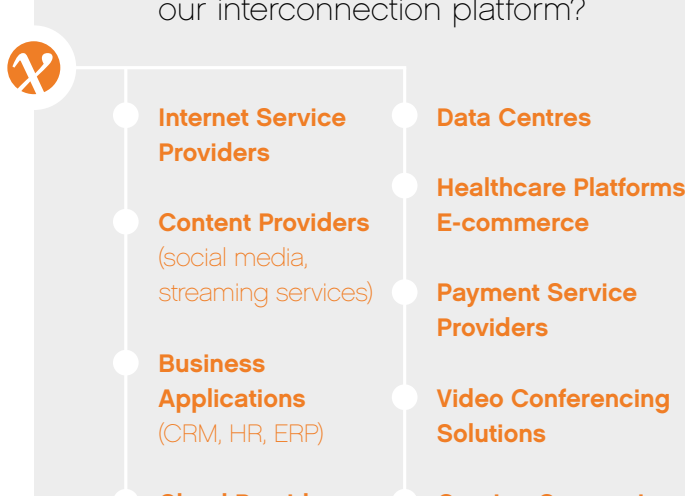 our interconnection platform?
Internet Service
Providers
Content Providers
(social media,
streaming services)
Business
Applications
(CRM, HR, ERP)
Data Centres
Healthcare Platforms
E-commerce
Payment Service
Providers
Video Conferencing
Solutions